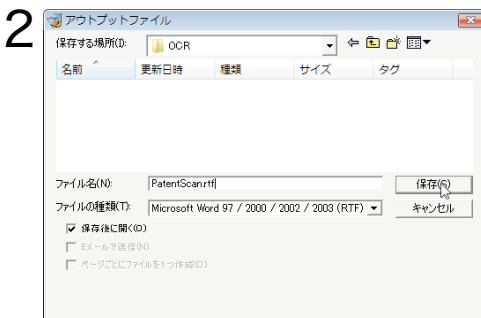 2
アウトプットファイル
保存する場所(I): OCR
名前 更新日時 種類 サイズ タグ
ファイル名(N): PatentScan.rtf 保存(S)
ファイルの種類(T): Microsoft Word 97 / 2000 / 2002 / 2003 (RTF) キャンセル
保存後に開く(O)
Eメールで送信(N)
ページごとにファイルを1つ作成(O)